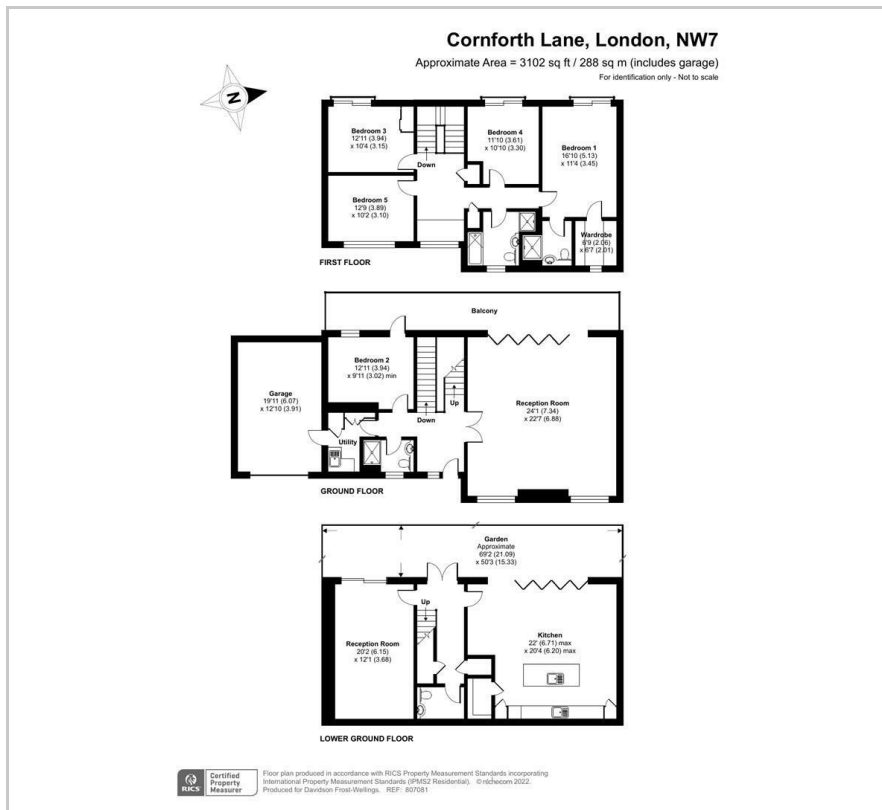 Cornforth Lane, London, NW7
Approximate Area = 3102 sq ft / 288 sq m (includes garage)
For identification only - Not to scale
N
Bedroom 3
12'11 (3.94)
x 10'4 (3.15)
Down
Bedroom 4
11'10 (3.61)
x 10'10 (3.30)
Bedroom 1
16'10 (5.13)
x 11'4 (3.45)
Bedroom 5
12'9 (3.89)
x 10'2 (3.10)
Wardrobe
6'9 (2.06)
x 6'7 (2.01)
FIRST FLOOR
Balcony
Bedroom 2
12'11 (3.94)
x 9'11 (3.02) min
Garage
19'11 (6.07)
x 12'10 (3.91)
Up
Reception Room
24'1 (7.34)
x 22'7 (6.88)
Down
Utility
GROUND FLOOR
Garden
Approximate
69'2 (21.09)
x 50'3 (15.33)
Up
Reception Room
20'2 (6.15)
x 12'1 (3.68)
Kitchen
22' (6.71) max
x 20'4 (6.20) max
LOWER GROUND FLOOR
RICS
Certified
Property
Measurer
Floor plan produced in accordance with RICS Property Measurement Standards incorporating
International Property Measurement Standards (IPMS2 Residential). © nichecom 2022.
Produced for Davidson Frost-Wellings. REF: 807081